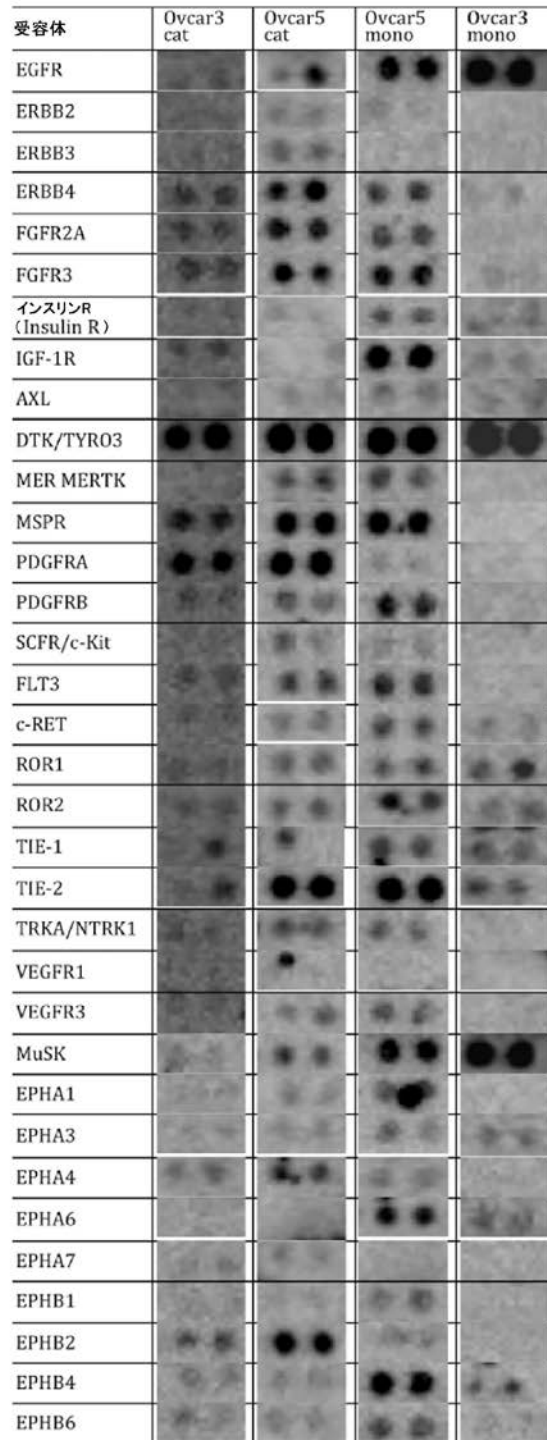 受容体
Ovcar3
cat
Ovcar5
cat
Ovcar5
mono
Ovcar3
mono
EGFR
ERBB2
ERBB3
ERBB4
FGFR2A
FGFR3
インスリンR
(Insulin R)
IGF-1R
AXL
DTK/TYRO3
MER MERTK
MSPR
PDGFRA
PDGFRB
SCFR/c-Kit
FLT3
c-RET
ROR1
ROR2
TIE-1
TIE-2
TRKA/NTRK1
VEGFR1
VEGFR3
MuSK
EPHA1
EPHA3
EPHA4
EPHA6
EPHA7
EPHB1
EPHB2
EPHB4
EPHB6